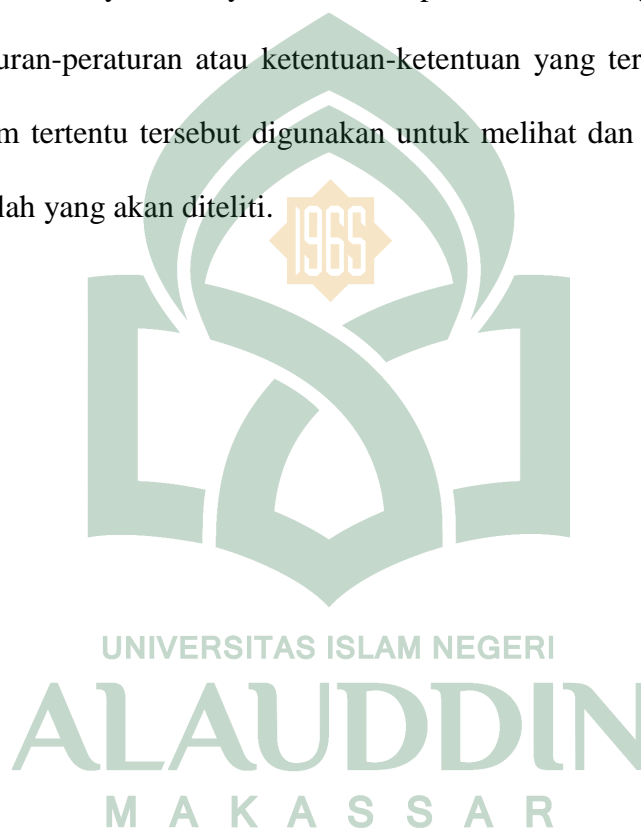 uran-peraturan atau ketentuan-ketentuan yang ter
m tertentu tersebut digunakan untuk melihat dan
lah yang akan diteliti.
1965
UNIVERSITAS ISLAM NEGERI
ALAUDDIN
MAKASSAR